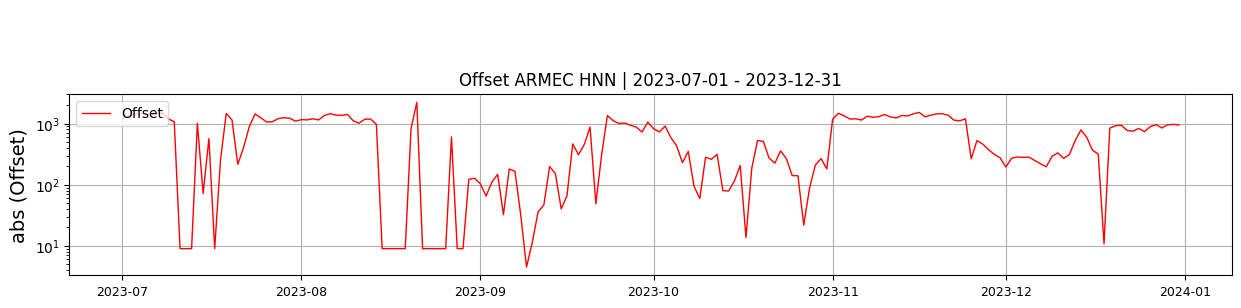 Offset ARMEC HNN | 2023-07-01 - 2023-12-31
Offset
abs (Offset)
10³
10²
10¹
2023-07 2023-08 2023-09 2023-10 2023-11 2023-12 2024-01